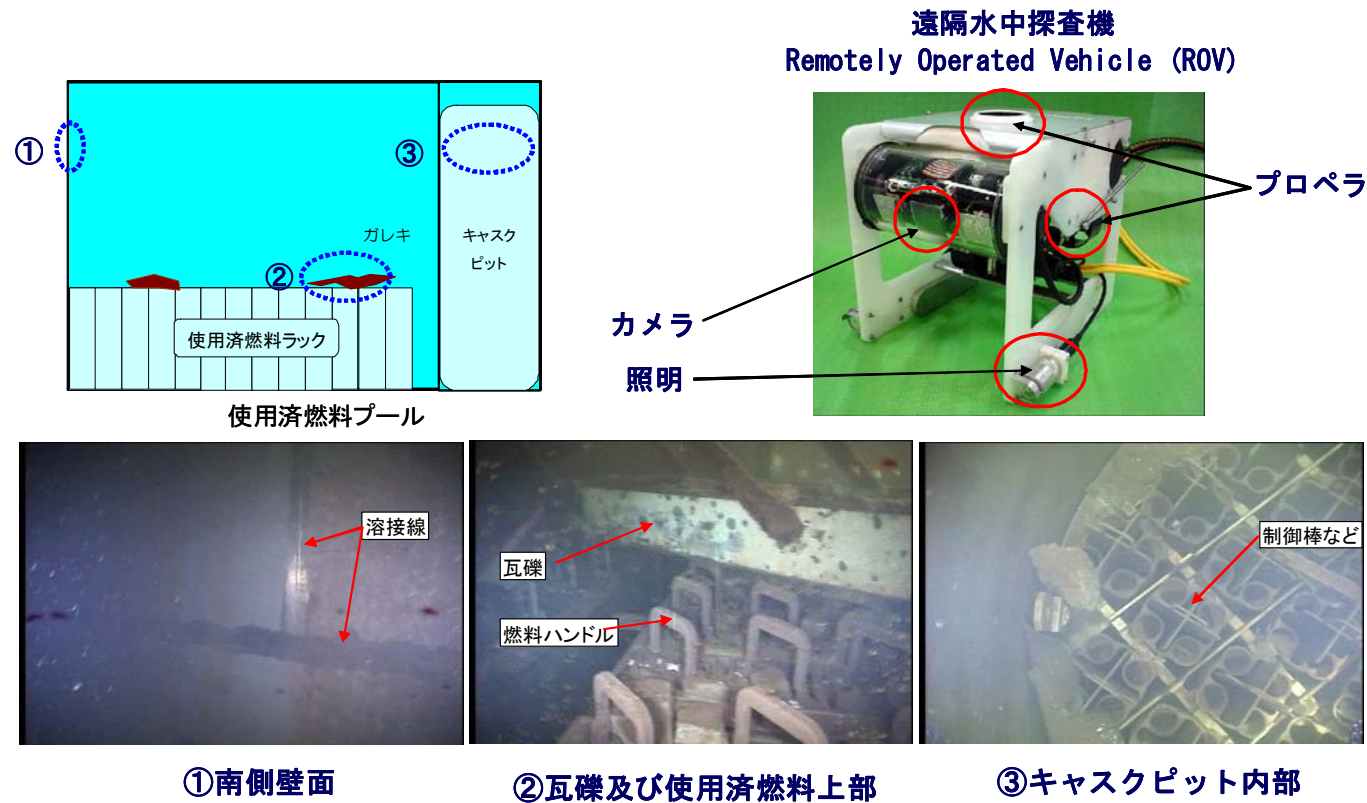 遠隔水中探査機
Remotely Operated Vehicle (ROV)
①
③
ガレキ
キャスク
ピット
②
使用済燃料ラック
使用済燃料プール
プロペラ
カメラ
照明
溶接線
瓦礫
燃料ハンドル
制御棒など
①南側壁面
②瓦礫及び使用済燃料上部
③キャスクピット内部